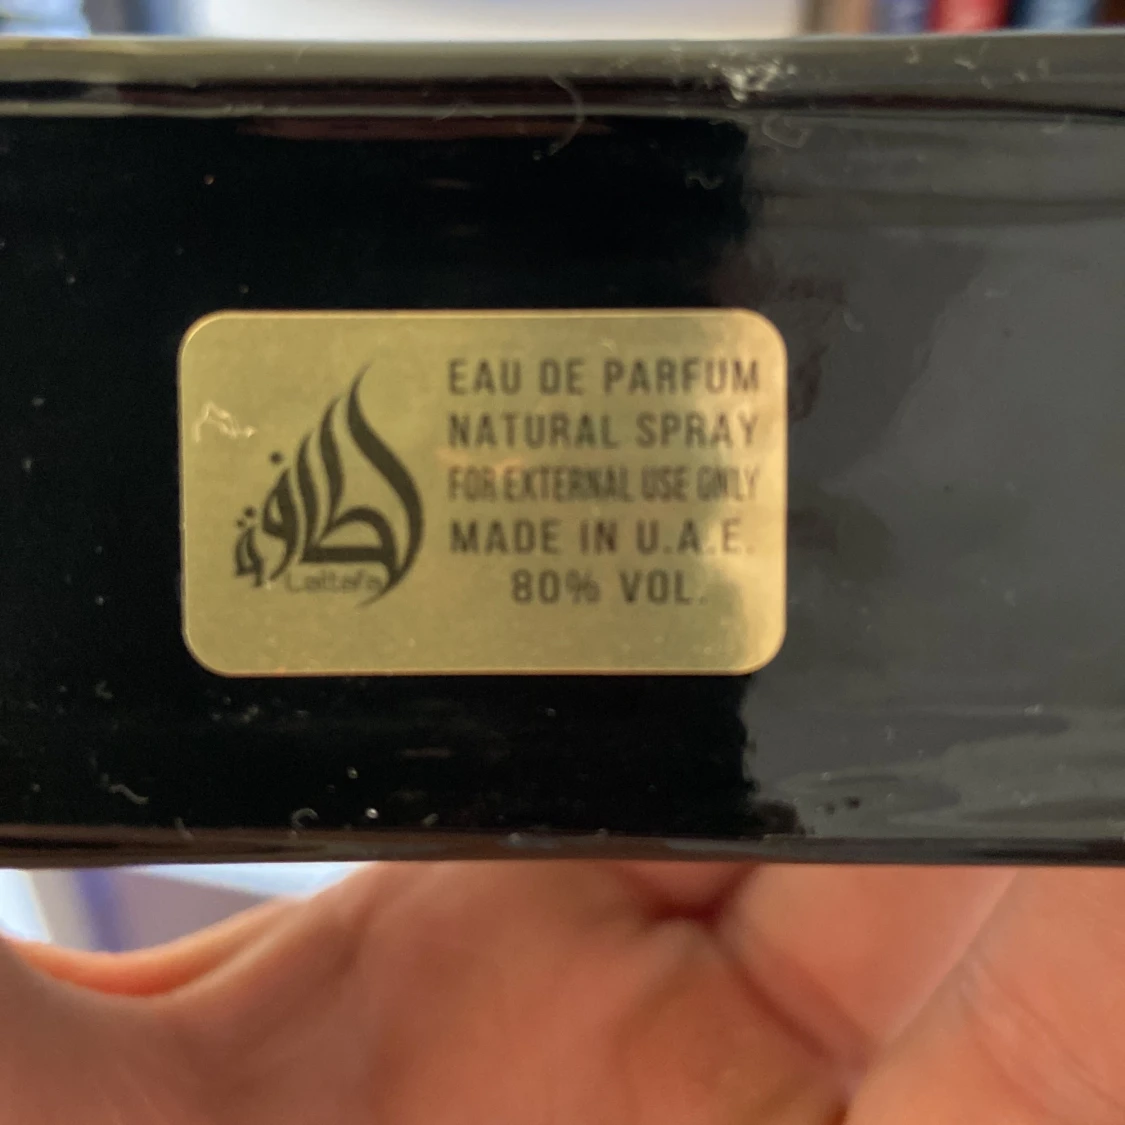 لطافة
Lattafa
EAU DE PARFUM
NATURAL SPRAY
FOR EXTERNAL USE ONLY
MADE IN U.A.E.
80% VOL.